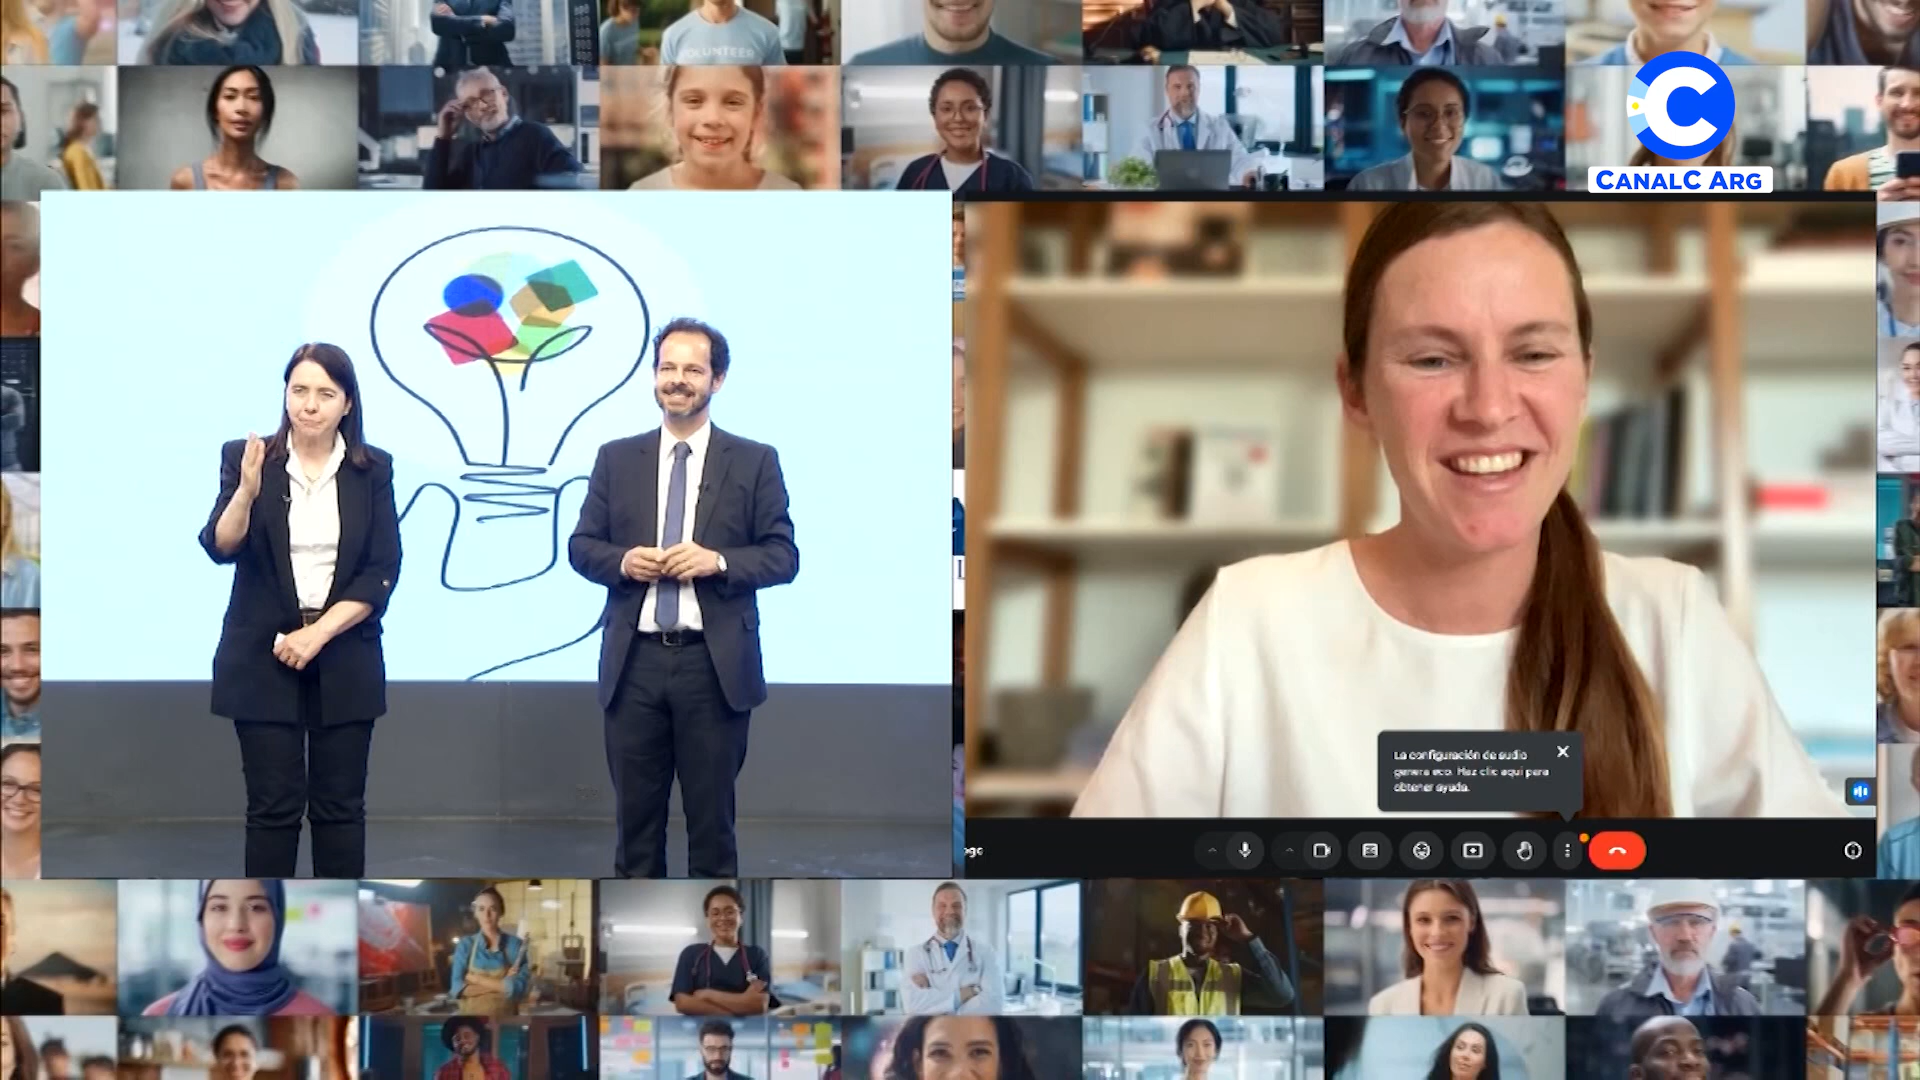 VOLUNTEER
CANALC ARG
La configuración de audio
genera eco. Haz clic aquí para
obtener ayuda.